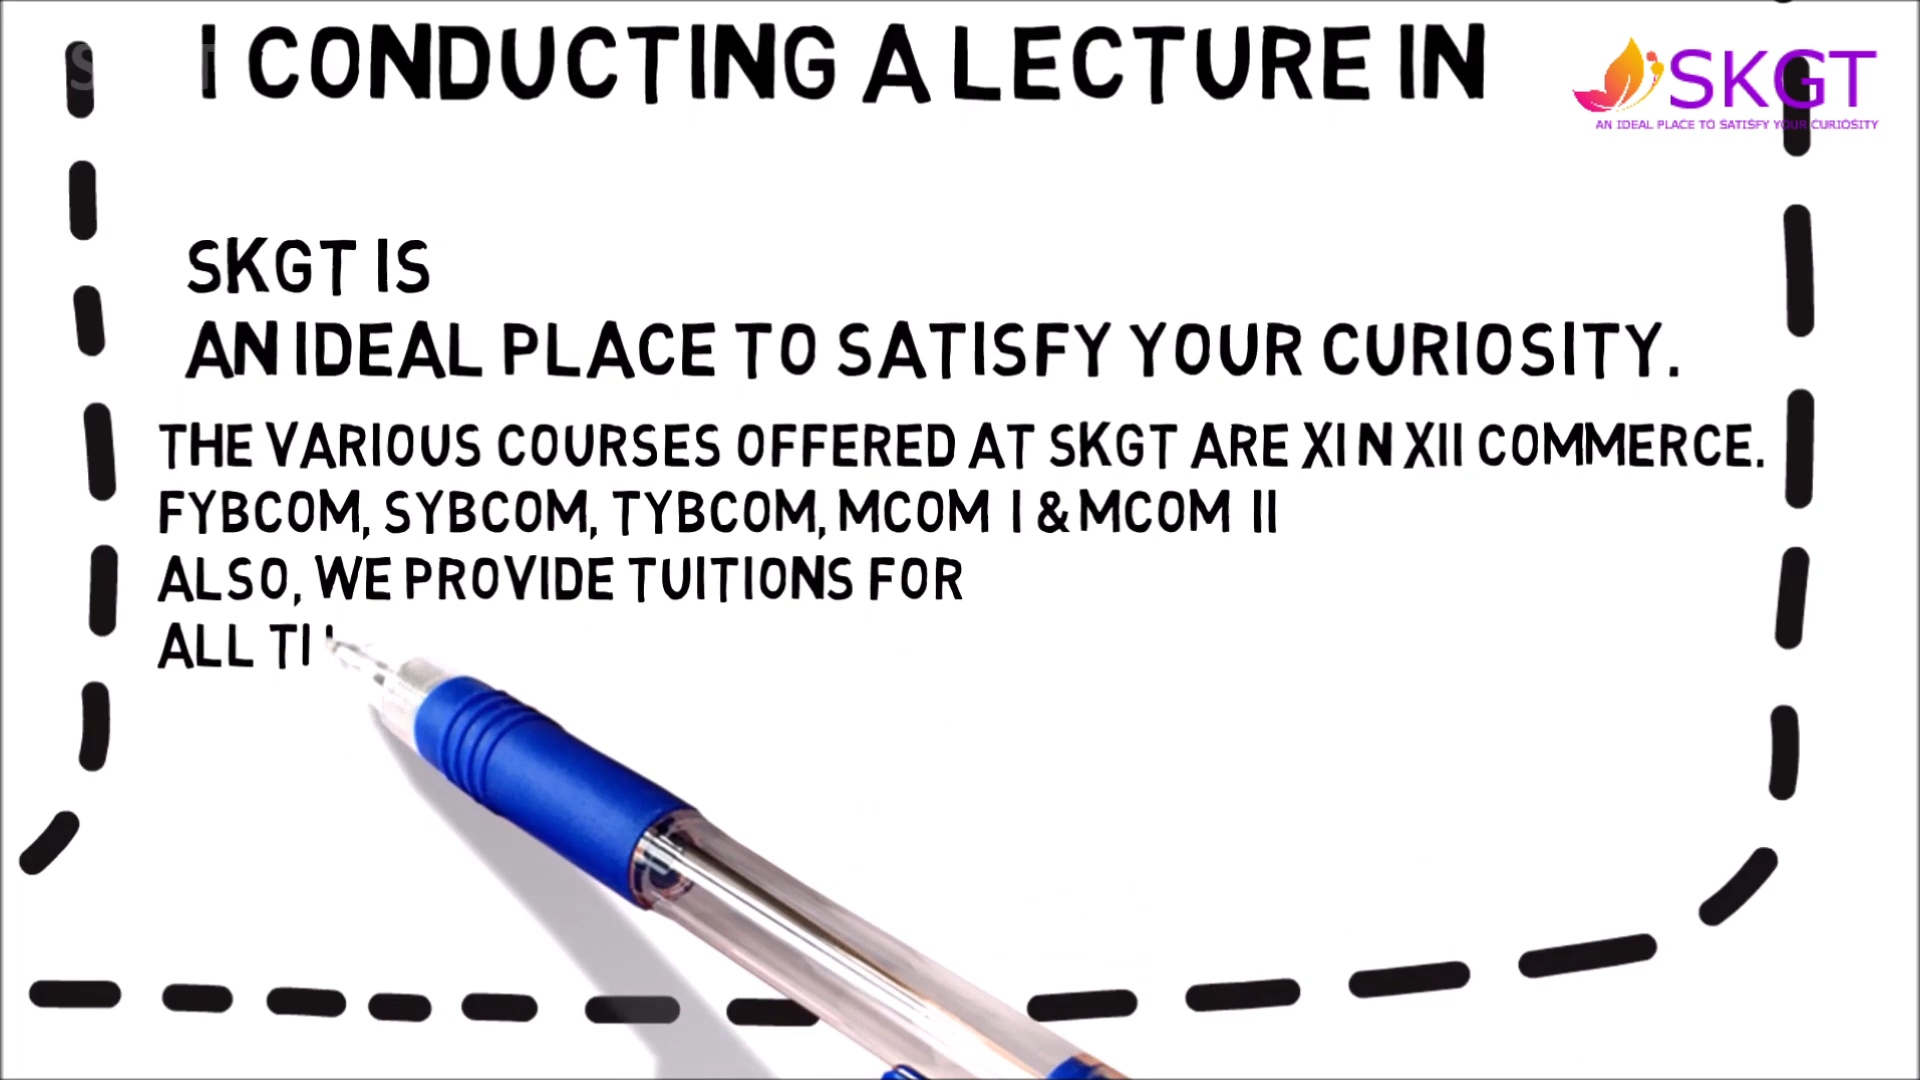 I CONDUCTING A LECTURE IN
SKGT
AN IDEAL PLACE TO SATISFY YOUR CURIOSITY
SKGT IS
AN IDEAL PLACE TO SATISFY YOUR CURIOSITY.
THE VARIOUS COURSES OFFERED AT SKGT ARE XI N XII COMMERCE.
FYBCOM, SYBCOM, TYBCOM, MCOM I & MCOM II
ALSO, WE PROVIDE TUITIONS FOR
ALL